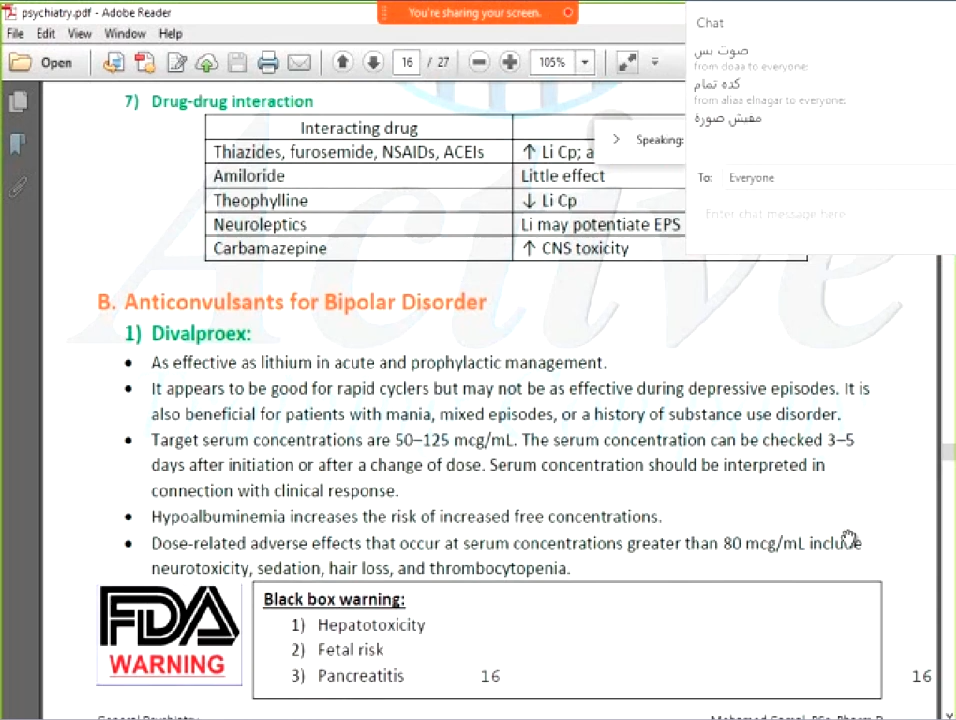 psychiatry.pdf - Adobe Reader
You're sharing your screen.
File Edit View Window Help
Open 16 / 27 105%
Chat
صوت بس
from doaa to everyone:
كده تمام
from aliaa elnagar to everyone:
مفيش صورة
Speaking:
To: Everyone
Enter chat message here
7) Drug-drug interaction
Interacting drug
Thiazides, furosemide, NSAIDs, ACEIs ↑ Li Cp; a
Amiloride Little effect
Theophylline ↓ Li Cp
Neuroleptics Li may potentiate EPS
Carbamazepine ↑ CNS toxicity
B. Anticonvulsants for Bipolar Disorder
1) Divalproex:
• As effective as lithium in acute and prophylactic management.
• It appears to be good for rapid cyclers but may not be as effective during depressive episodes. It is
also beneficial for patients with mania, mixed episodes, or a history of substance use disorder.
• Target serum concentrations are 50–125 mcg/mL. The serum concentration can be checked 3–5
days after initiation or after a change of dose. Serum concentration should be interpreted in
connection with clinical response.
• Hypoalbuminemia increases the risk of increased free concentrations.
• Dose-related adverse effects that occur at serum concentrations greater than 80 mcg/mL include
neurotoxicity, sedation, hair loss, and thrombocytopenia.
FDA
WARNING
Black box warning:
1) Hepatotoxicity
2) Fetal risk
3) Pancreatitis
16 16